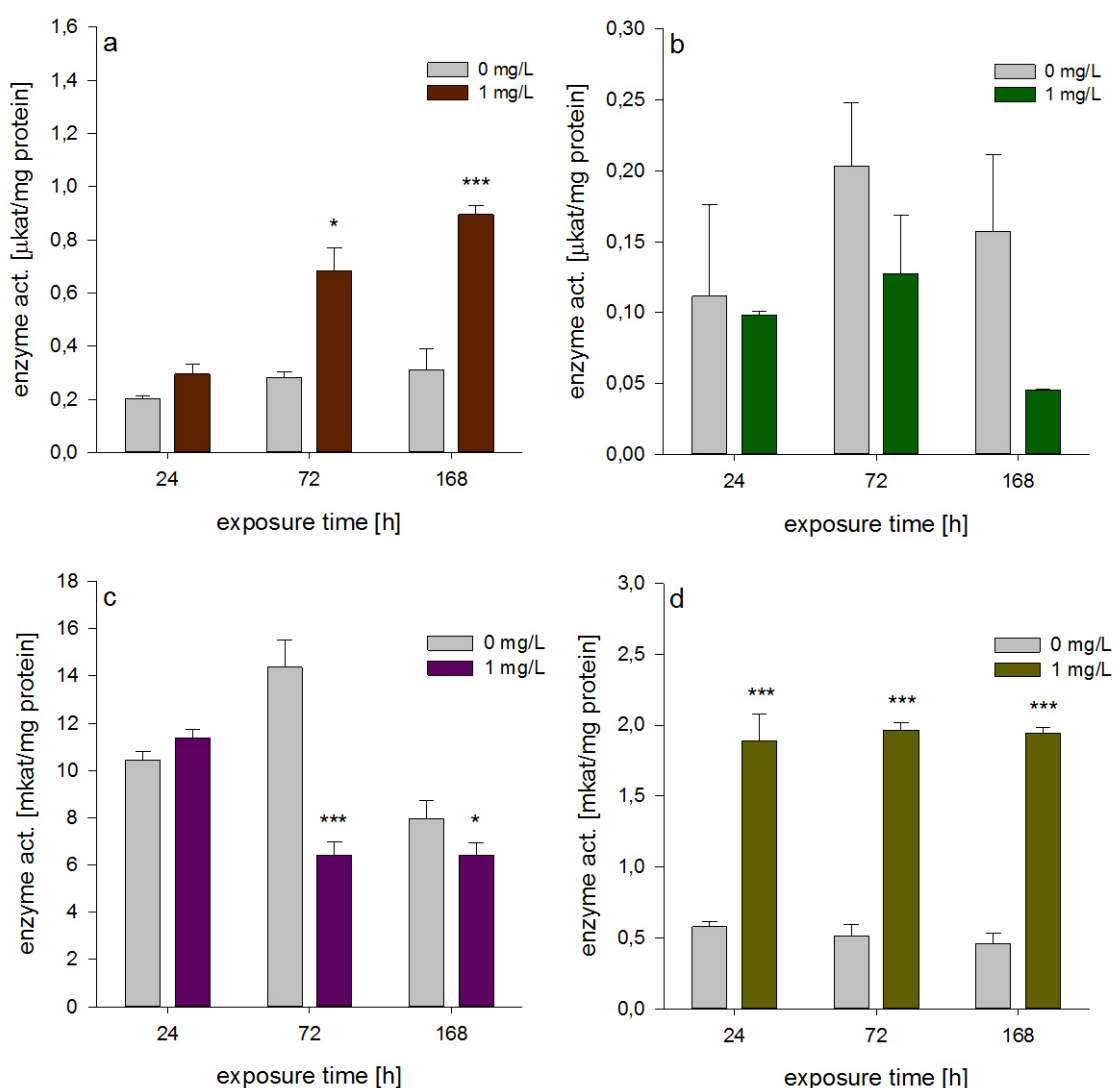 a
1,6
1,4
1,2
1,0
0,8
0,6
0,4
0,2
0,0
enzyme act. [µkat/mg protein]
0 mg/L
1 mg/L
*
***
24 72 168
exposure time [h]
b
0,30
0,25
0,20
0,15
0,10
0,05
0,00
enzyme act. [µkat/mg protein]
0 mg/L
1 mg/L
24 72 168
exposure time [h]
c
18
16
14
12
10
8
6
4
2
0
enzyme act. [mkat/mg protein]
0 mg/L
1 mg/L
***
*
24 72 168
exposure time [h]
d
3,0
2,5
2,0
1,5
1,0
0,5
0,0
enzyme act. [mkat/mg protein]
0 mg/L
1 mg/L
*** *** ***
24 72 168
exposure time [h]